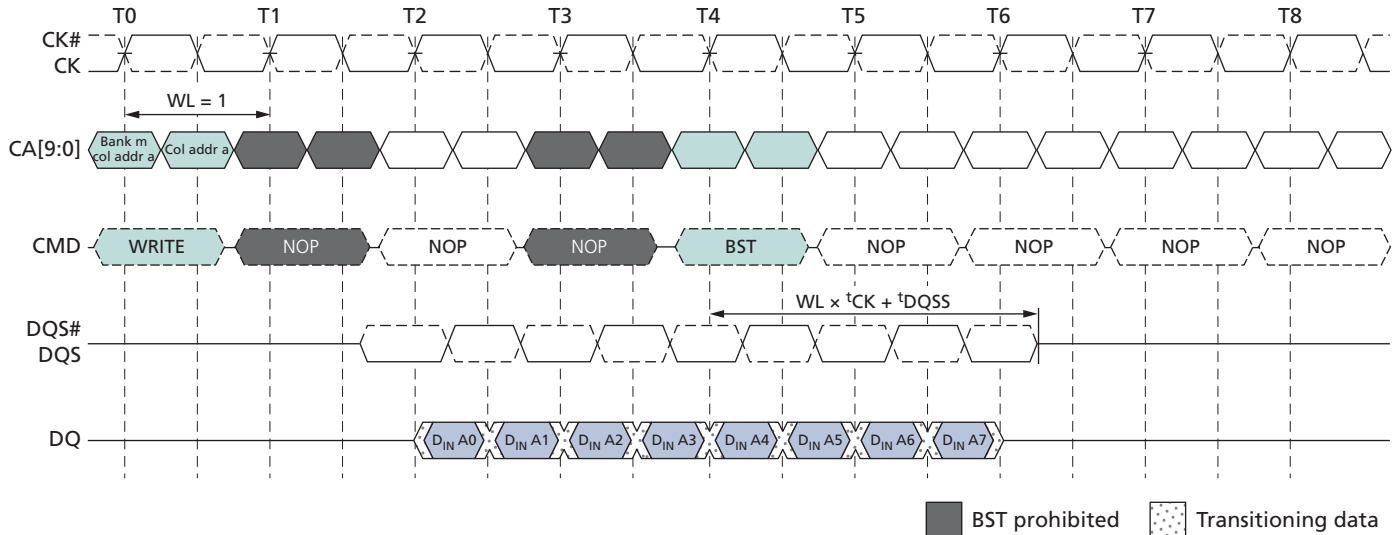 T0 T1 T2 T3 T4 T5 T6 T7 T8
CK#
CK
WL = 1
CA[9:0]
Bank m
col addr a
Col addr a
CMD
WRITE NOP NOP NOP BST NOP NOP NOP NOP
WL × tCK + tDQSS
DQS#
DQS
DQ
DIN A0 DIN A1 DIN A2 DIN A3 DIN A4 DIN A5 DIN A6 DIN A7
BST prohibited Transitioning data